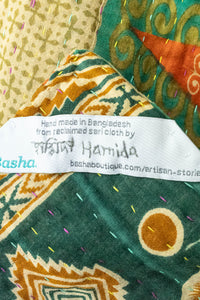 Hand made in Bangladesh
from reclaimed sari cloth by
হামিদা Hamida
Basha
bashaboutique.com/artisan-stories